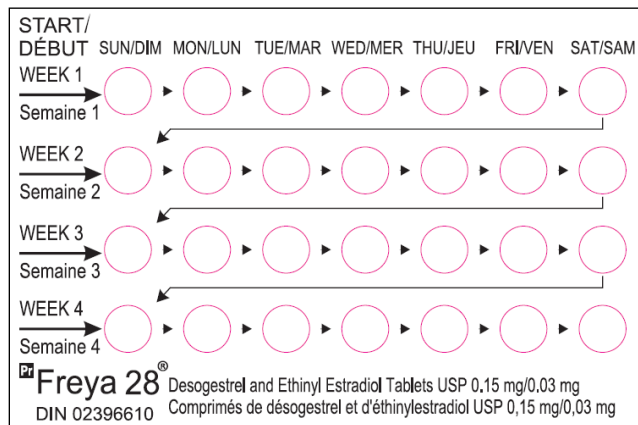 START/
DÉBUT SUN/DIM MON/LUN TUE/MAR WED/MER THU/JEU FRI/VEN SAT/SAM
WEEK 1
Semaine 1
WEEK 2
Semaine 2
WEEK 3
Semaine 3
WEEK 4
Semaine 4
Pr Freya 28® Desogestrel and Ethinyl Estradiol Tablets USP 0.15 mg/0.03 mg
DIN 02396610 Comprimés de désogestrel et d'éthinylestradiol USP 0,15 mg/0,03 mg